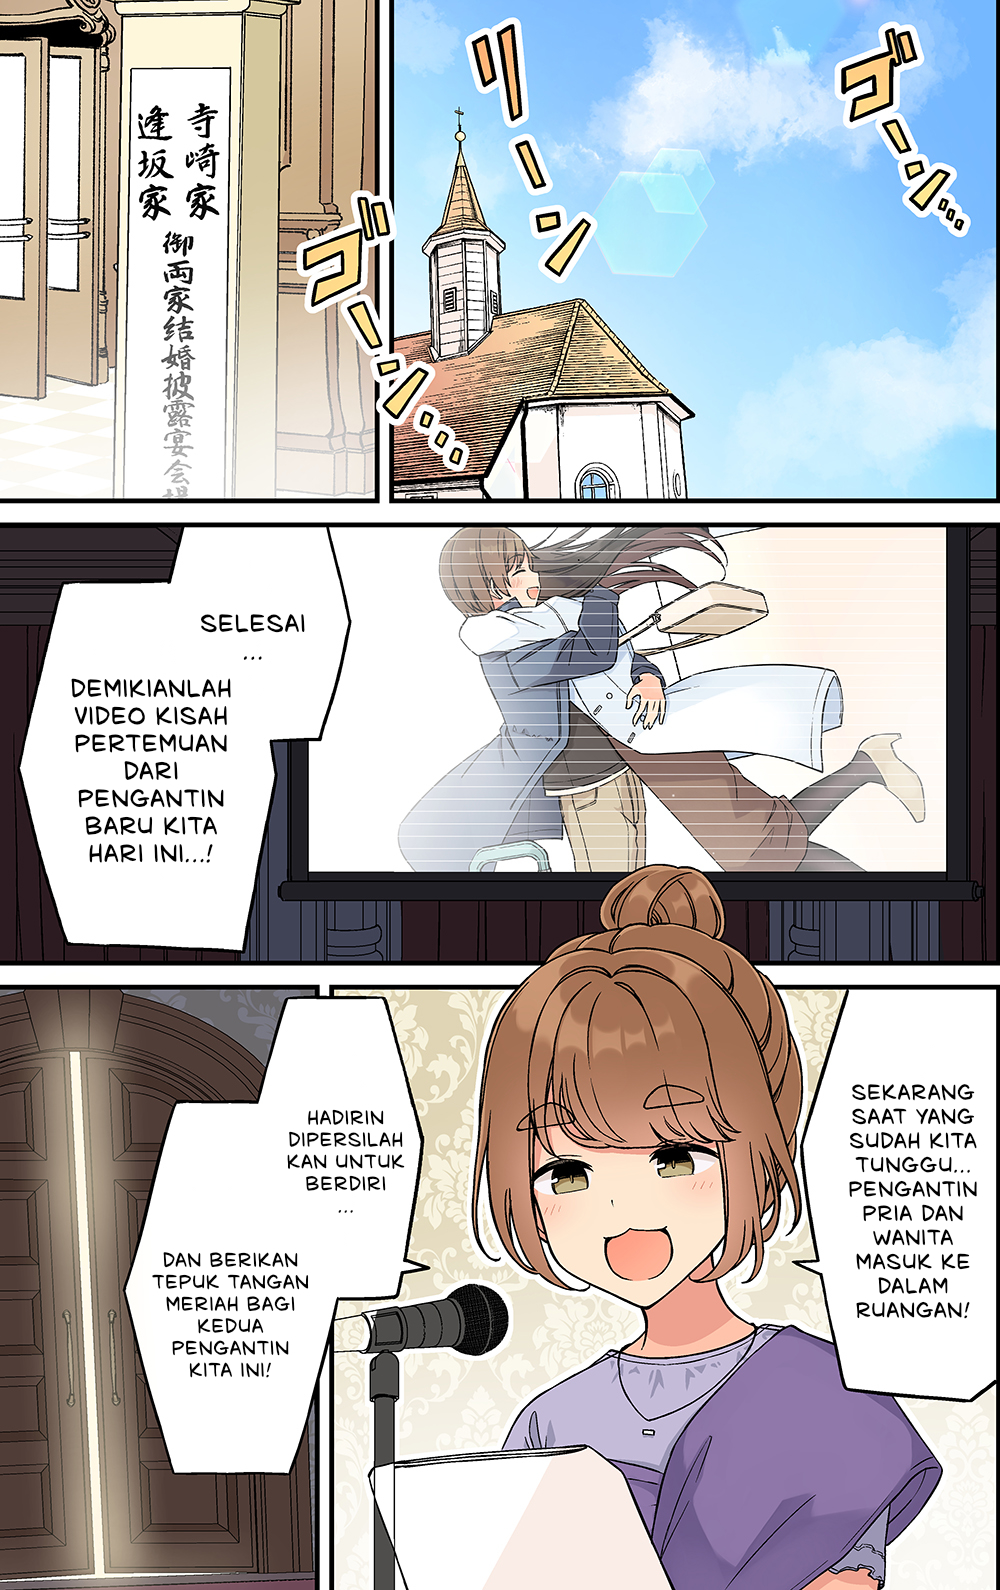 リーンゴーン…
ゴーン…
寺崎家
逢坂家
御両家結婚披露宴会場
SELESAI
...
DEMIKIANLAH
VIDEO KISAH
PERTEMUAN
DARI
PENGANTIN
BARU KITA
HARI INI...!
SEKARANG
SAAT YANG
SUDAH KITA
TUNGGU...
PENGANTIN
PRIA DAN
WANITA
MASUK KE
DALAM
RUANGAN!
HADIRIN
DIPERSILAH
KAN UNTUK
BERDIRI
...
DAN BERIKAN
TEPUK TANGAN
MERIAH BAGI
KEDUA
PENGANTIN
KITA INI!